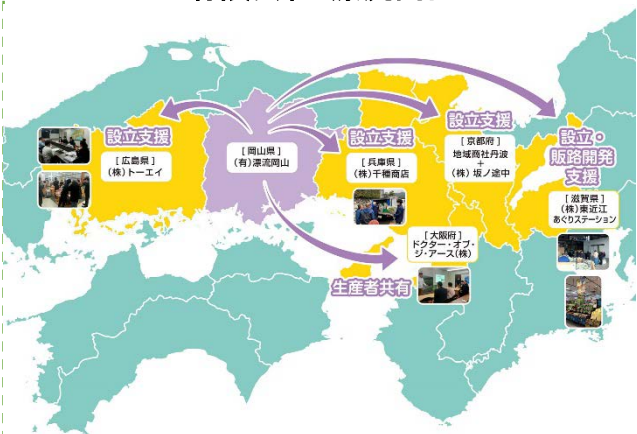 設立支援
[ 広島県 ]
(株)トーエイ
[ 岡山県 ]
(有)漂流岡山
設立支援
[ 兵庫県 ]
(株)千種商店
設立支援
[ 京都府 ]
地域商社丹波
+
(株) 坂ノ途中
設立・
販路開発
支援
[ 滋賀県 ]
(株)東近江
あぐりステーション
[ 大阪府 ]
ドクター・オブ・
ジ・アース(株)
生産者共有